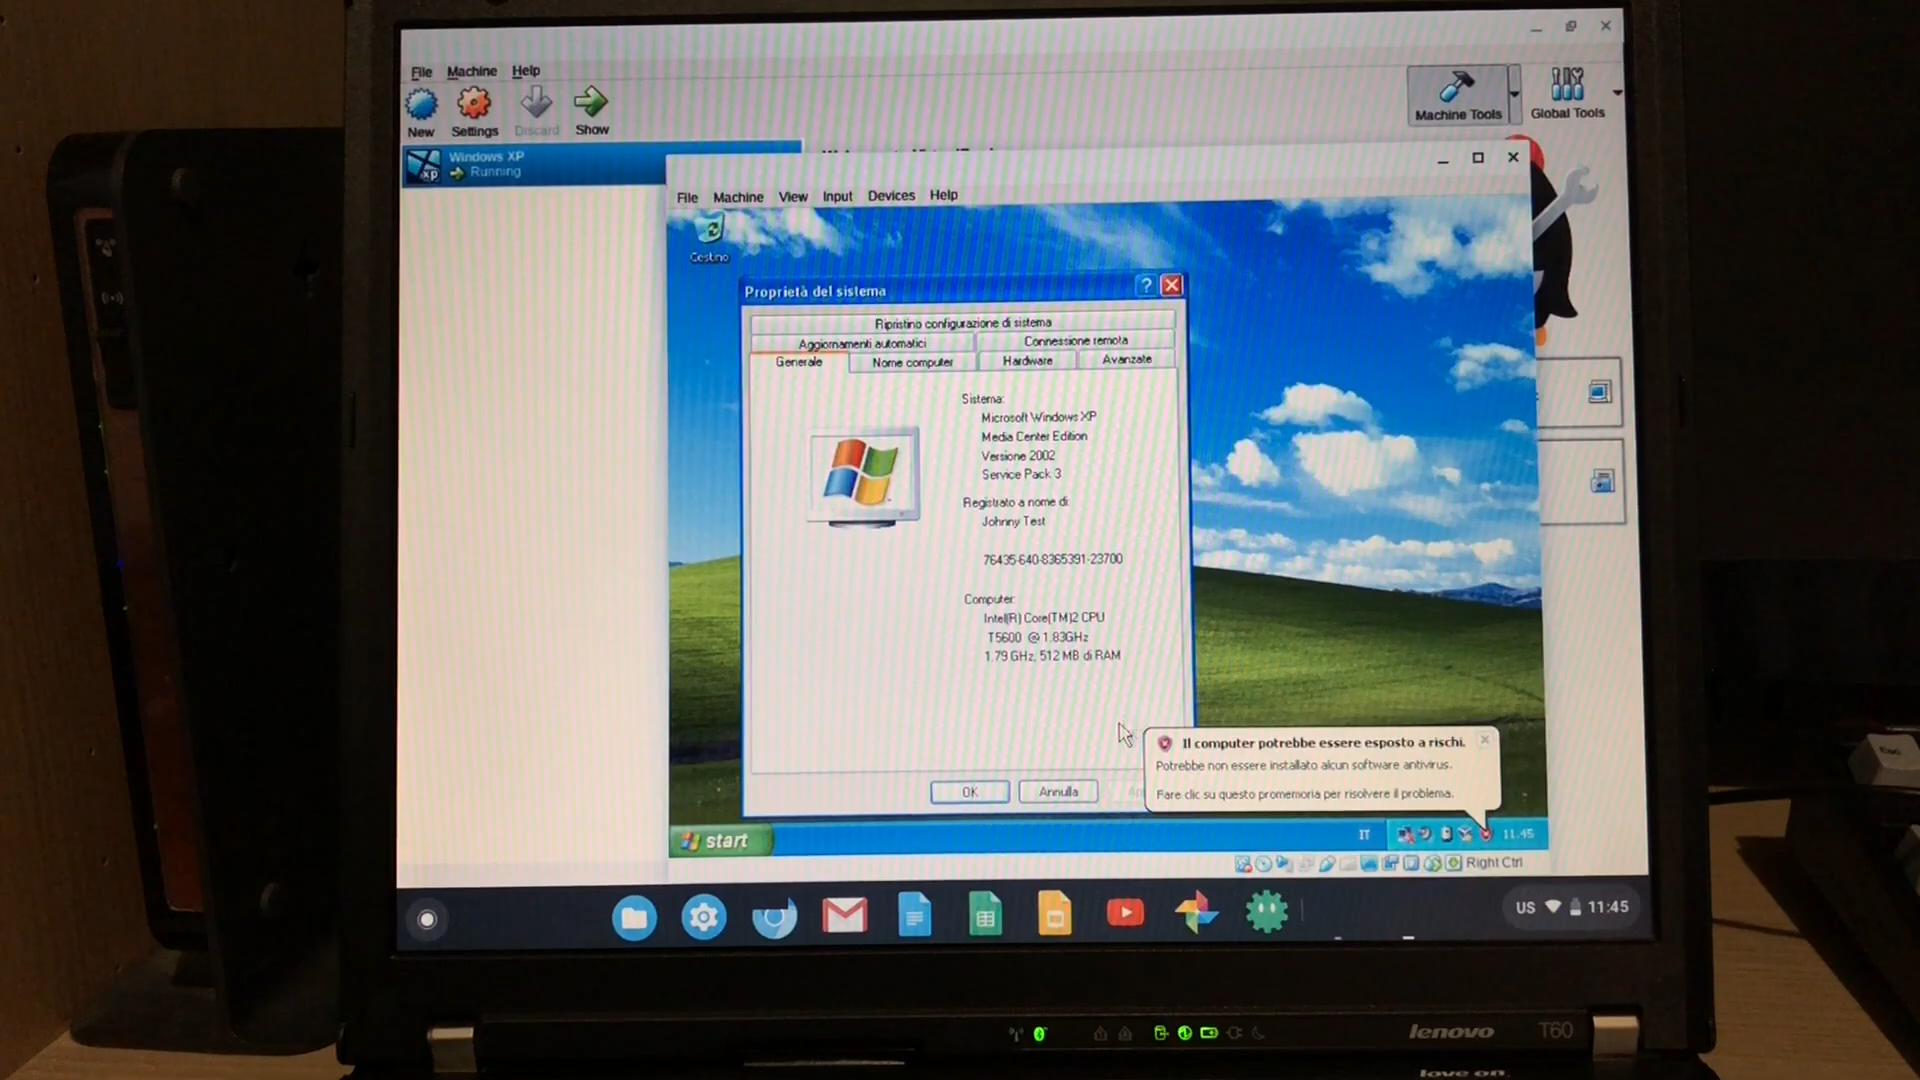 File Machine Help
New Settings Discard Show
Machine Tools Global Tools
Windows XP
Running
File Machine View Input Devices Help
Cestino
Proprietà del sistema
Ripristino configurazione di sistema
Aggiornamenti automatici Connessione remota
Generale Nome computer Hardware Avanzate
Sistema:
Microsoft Windows XP
Media Center Edition
Versione 2002
Service Pack 3
Registrato a nome di:
Johnny Test
76435-640-8365391-23700
Computer:
Intel(R) Core(TM)2 CPU
T5600 @ 1.83GHz
1.79 GHz, 512 MB di RAM
OK Annulla
Il computer potrebbe essere esposto a rischi.
Potrebbe non essere installato alcun software antivirus.
Fare clic su questo promemoria per risolvere il problema.
start IT 11.45
Right Ctrl
US 11:45
lenovo T60
Esc